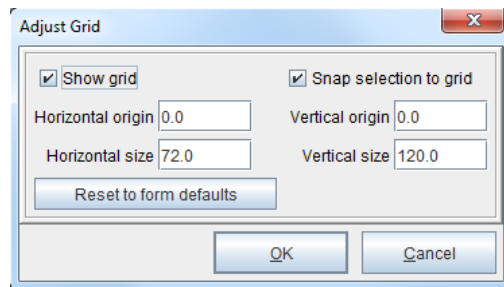 Adjust Grid
Show grid Snap selection to grid
Horizontal origin 0.0 Vertical origin 0.0
Horizontal size 72.0 Vertical size 120.0
Reset to form defaults
OK Cancel